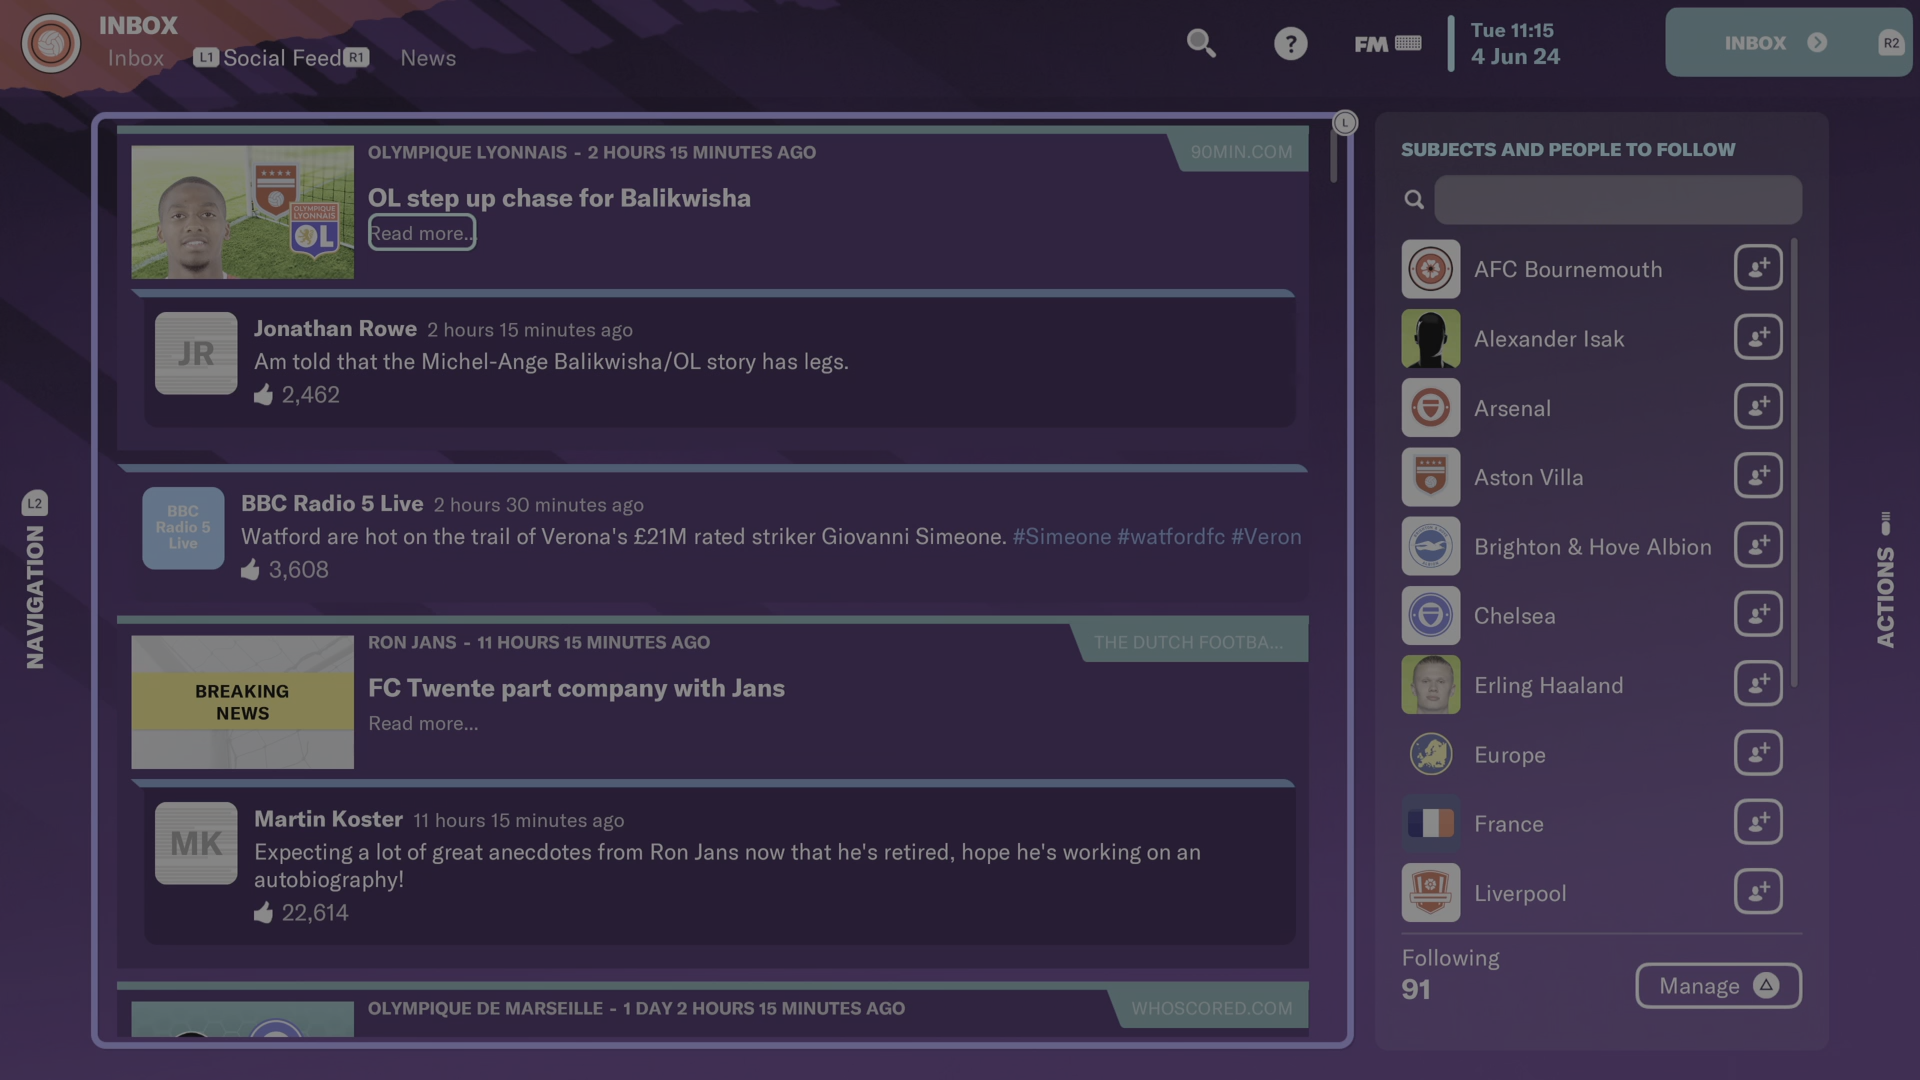 INBOX
Inbox
L1
Social Feed
R1
News
?
FM
Tue 11:15
4 Jun 24
INBOX
R2
L
OLYMPIQUE LYONNAIS - 2 HOURS 15 MINUTES AGO
90MIN.COM
OLYMPIQUE
LYONNAIS
OL
OL step up chase for Balikwisha
Read more...
JR
Jonathan Rowe 2 hours 15 minutes ago
Am told that the Michel-Ange Balikwisha/OL story has legs.
2,462
BBC
Radio 5
Live
BBC Radio 5 Live 2 hours 30 minutes ago
Watford are hot on the trail of Verona's £21M rated striker Giovanni Simeone. #Simeone #watfordfc #Veron
3,608
RON JANS - 11 HOURS 15 MINUTES AGO
THE DUTCH FOOTBA...
BREAKING
NEWS
FC Twente part company with Jans
Read more...
MK
Martin Koster 11 hours 15 minutes ago
Expecting a lot of great anecdotes from Ron Jans now that he's retired, hope he's working on an
autobiography!
22,614
OLYMPIQUE DE MARSEILLE - 1 DAY 2 HOURS 15 MINUTES AGO
WHOSCORED.COM
SUBJECTS AND PEOPLE TO FOLLOW
AFC Bournemouth
Alexander Isak
Arsenal
Aston Villa
Brighton & Hove Albion
Chelsea
Erling Haaland
Europe
France
Liverpool
Following
91
Manage
L2
NAVIGATION
ACTIONS